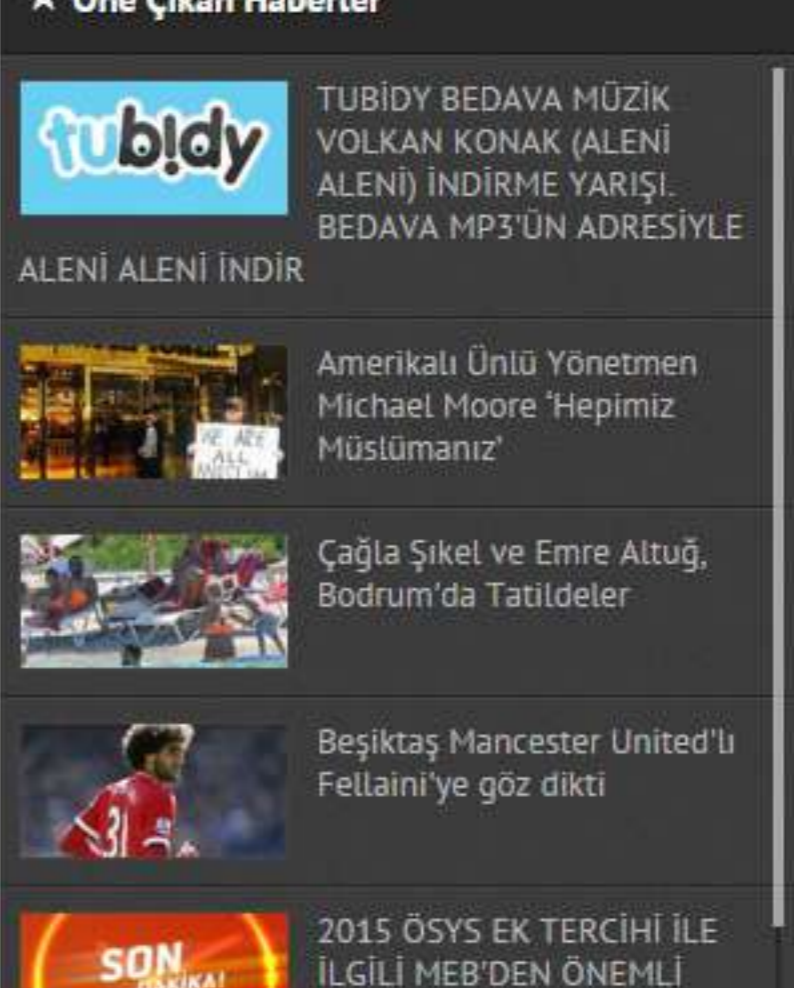 Öne Çıkan Haberler
tubidy
TUBİDY BEDAVA MÜZİK
VOLKAN KONAK (ALENİ
ALENİ) İNDİRME YARIŞI.
BEDAVA MP3'ÜN ADRESİYLE
ALENİ ALENİ İNDİR
WE ARE
ALL
MUSLIM
Amerikalı Ünlü Yönetmen
Michael Moore ‘Hepimiz
Müslümanız’
Çağla Şıkel ve Emre Altuğ,
Bodrum'da Tatildeler
31
Beşiktaş Mancester United'lı
Fellaini'ye göz dikti
SON
DAKİKA!
2015 ÖSYS EK TERCİHİ İLE
İLGİLİ MEB'DEN ÖNEMLİ